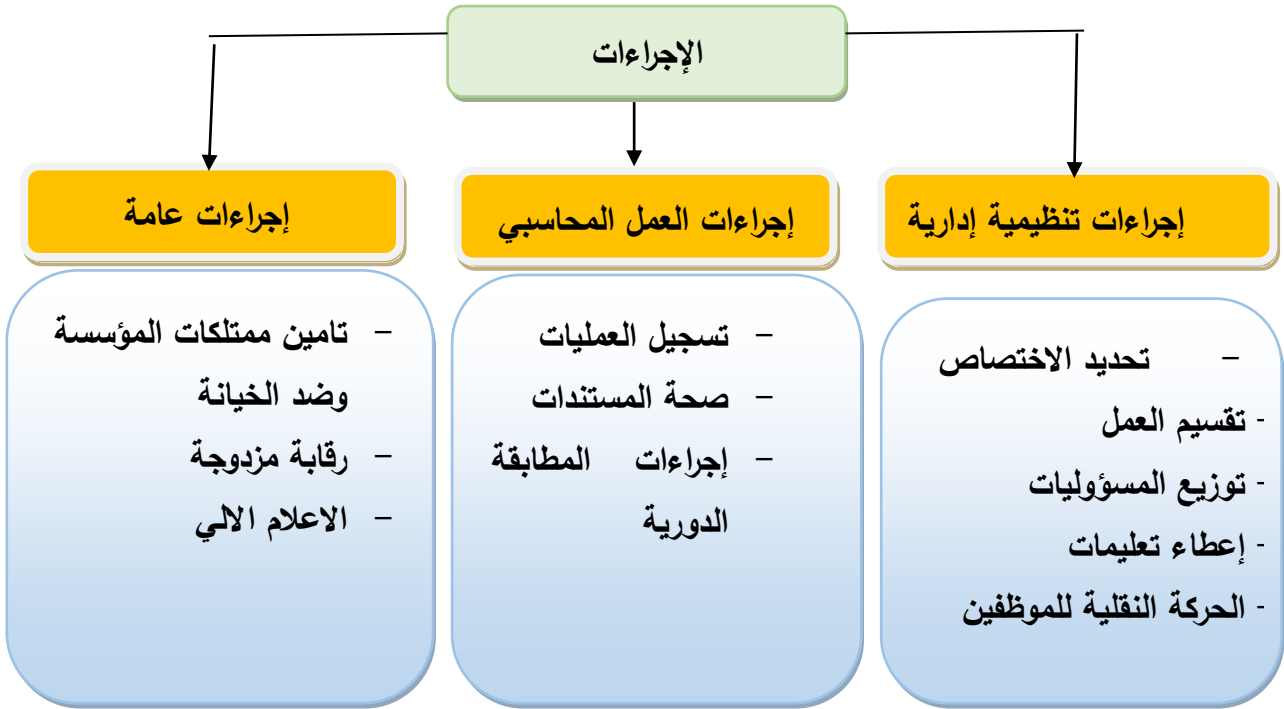 الإجراءات
إجراءات تنظيمية إدارية
– تحديد الاختصاص
- تقسيم العمل
- توزيع المسؤوليات
- إعطاء تعليمات
- الحركة النقلية للموظفين
إجراءات العمل المحاسبي
– تسجيل العمليات
– صحة المستندات
– إجراءات المطابقة
الدورية
إجراءات عامة
– تامين ممتلكات المؤسسة
وضد الخيانة
– رقابة مزدوجة
– الاعلام الالي